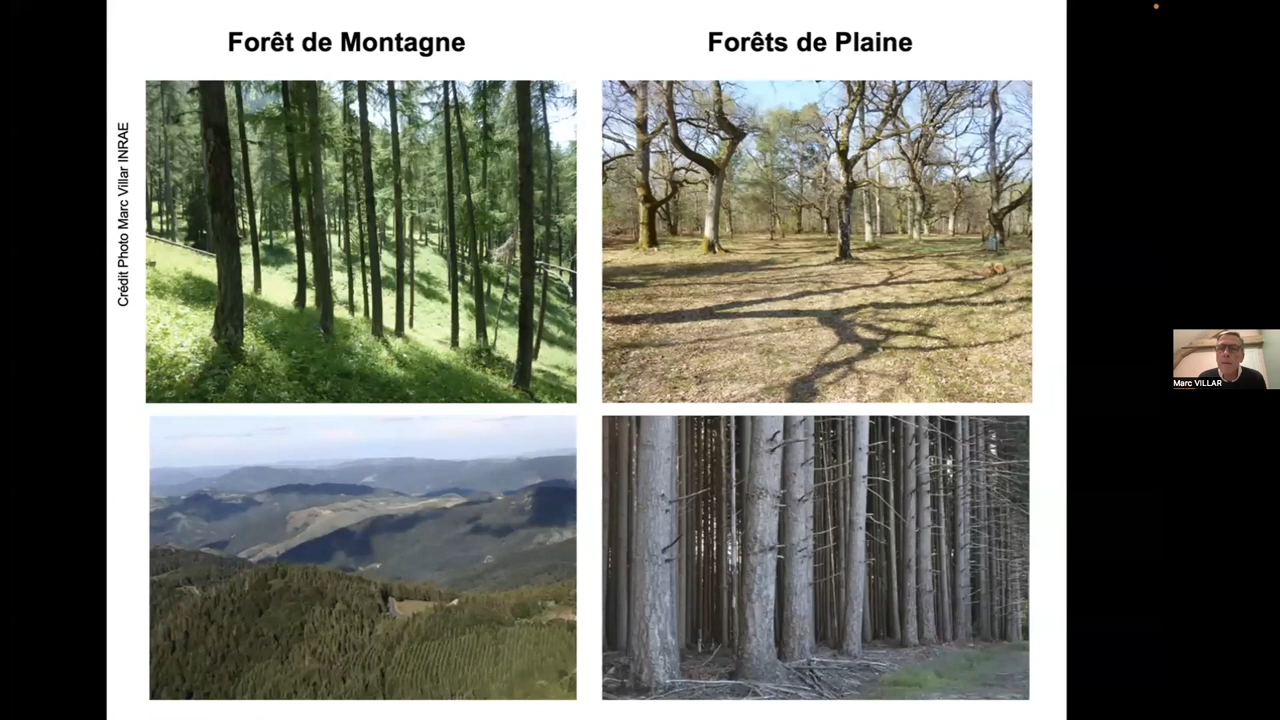 Forêt de Montagne
Forêts de Plaine
Crédit Photo Marc Villar INRAE
Marc VILLAR